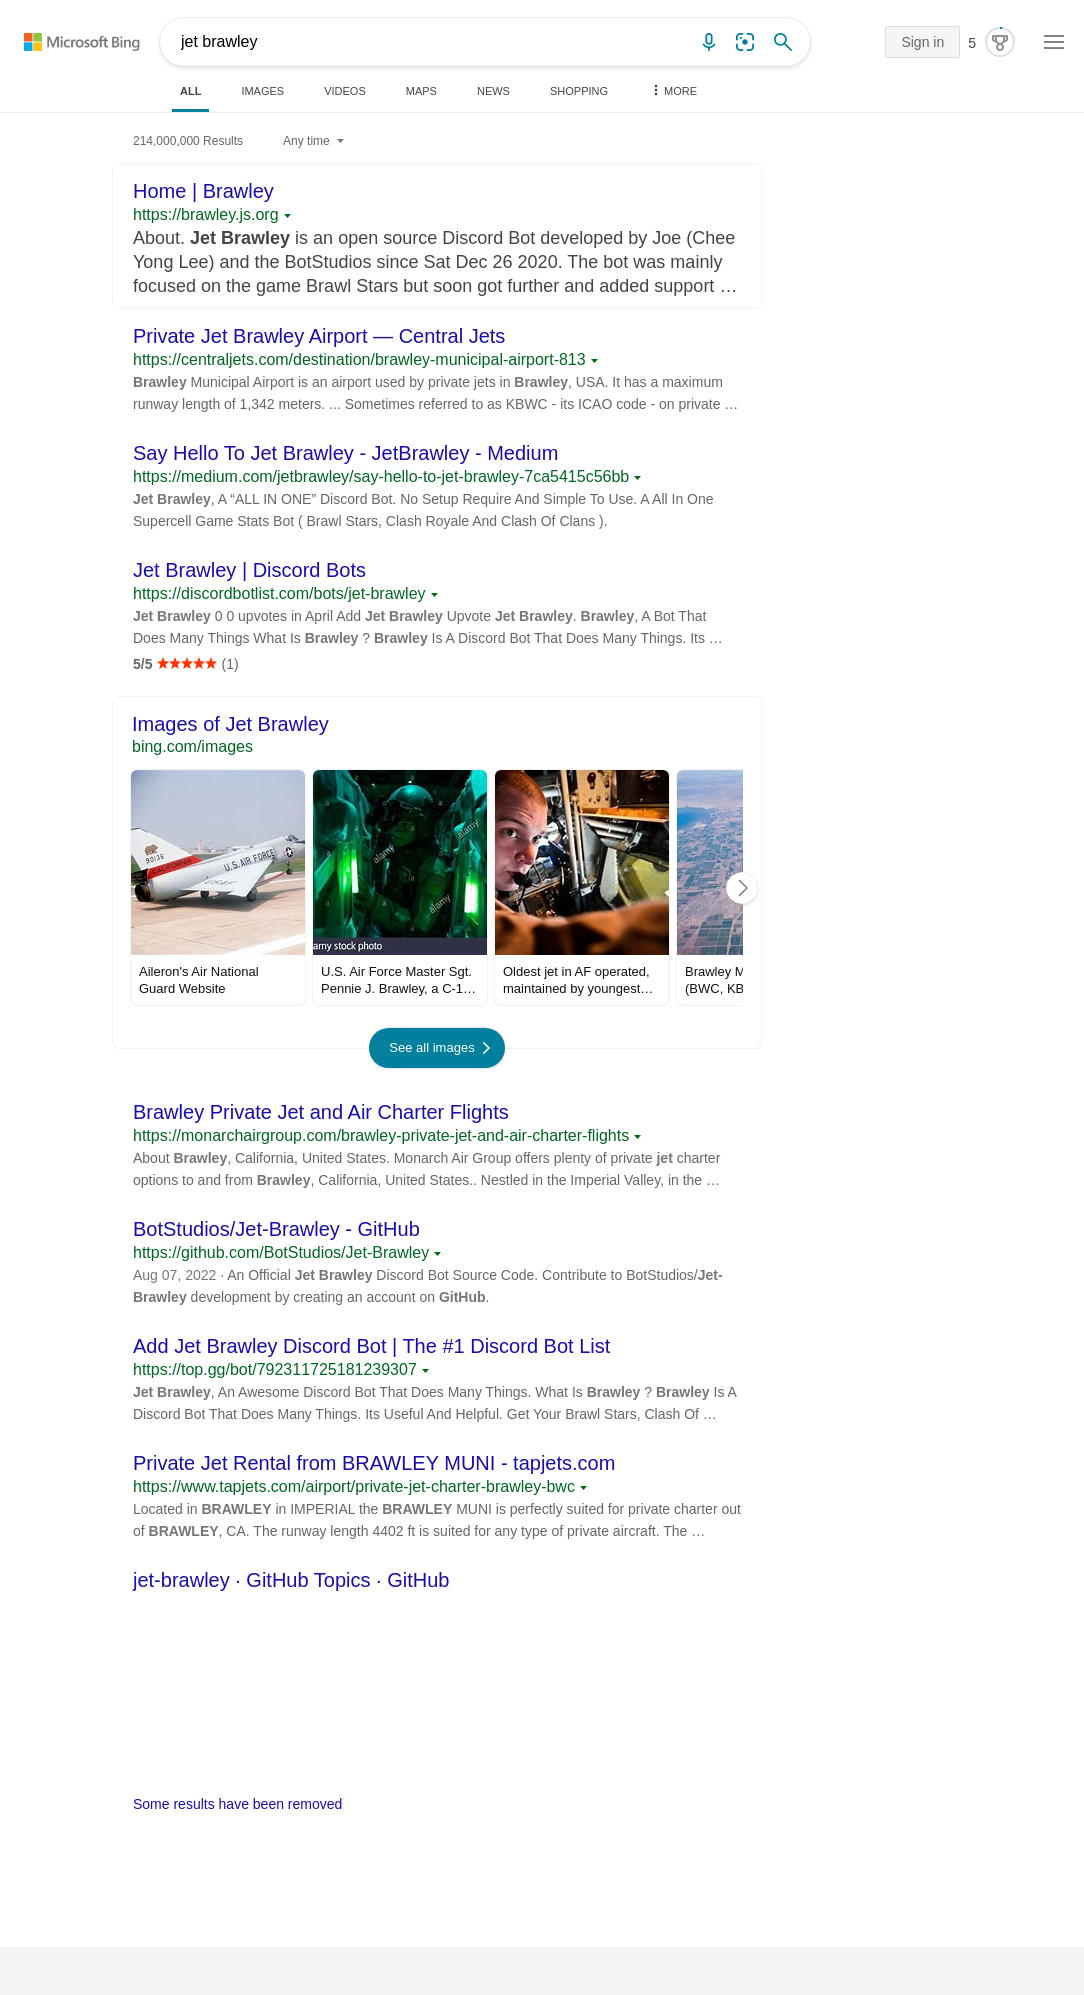 Microsoft Bing
jet brawley
Sign in
5
ALL
IMAGES
VIDEOS
MAPS
NEWS
SHOPPING
MORE
214,000,000 Results
Any time
Home | Brawley
https://brawley.js.org
About. Jet Brawley is an open source Discord Bot developed by Joe (Chee
Yong Lee) and the BotStudios since Sat Dec 26 2020. The bot was mainly
focused on the game Brawl Stars but soon got further and added support …
Private Jet Brawley Airport — Central Jets
https://centraljets.com/destination/brawley-municipal-airport-813
Brawley Municipal Airport is an airport used by private jets in Brawley, USA. It has a maximum
runway length of 1,342 meters. ... Sometimes referred to as KBWC - its ICAO code - on private …
Say Hello To Jet Brawley - JetBrawley - Medium
https://medium.com/jetbrawley/say-hello-to-jet-brawley-7ca5415c56bb
Jet Brawley, A “ALL IN ONE” Discord Bot. No Setup Require And Simple To Use. A All In One
Supercell Game Stats Bot ( Brawl Stars, Clash Royale And Clash Of Clans ).
Jet Brawley | Discord Bots
https://discordbotlist.com/bots/jet-brawley
Jet Brawley 0 0 upvotes in April Add Jet Brawley Upvote Jet Brawley. Brawley, A Bot That
Does Many Things What Is Brawley ? Brawley Is A Discord Bot That Does Many Things. Its …
5/5
(1)
Images of Jet Brawley
bing.com/images
90136
CALIFORNIA
U.S. AIR FORCE
alamy
alamy
alamy
amy stock photo
Aileron's Air National
Guard Website
U.S. Air Force Master Sgt.
Pennie J. Brawley, a C-1…
Oldest jet in AF operated,
maintained by youngest…
Brawley M
(BWC, KB
See all images
Brawley Private Jet and Air Charter Flights
https://monarchairgroup.com/brawley-private-jet-and-air-charter-flights
About Brawley, California, United States. Monarch Air Group offers plenty of private jet charter
options to and from Brawley, California, United States.. Nestled in the Imperial Valley, in the …
BotStudios/Jet-Brawley - GitHub
https://github.com/BotStudios/Jet-Brawley
Aug 07, 2022 · An Official Jet Brawley Discord Bot Source Code. Contribute to BotStudios/Jet-
Brawley development by creating an account on GitHub.
Add Jet Brawley Discord Bot | The #1 Discord Bot List
https://top.gg/bot/792311725181239307
Jet Brawley, An Awesome Discord Bot That Does Many Things. What Is Brawley ? Brawley Is A
Discord Bot That Does Many Things. Its Useful And Helpful. Get Your Brawl Stars, Clash Of …
Private Jet Rental from BRAWLEY MUNI - tapjets.com
https://www.tapjets.com/airport/private-jet-charter-brawley-bwc
Located in BRAWLEY in IMPERIAL the BRAWLEY MUNI is perfectly suited for private charter out
of BRAWLEY, CA. The runway length 4402 ft is suited for any type of private aircraft. The …
jet-brawley · GitHub Topics · GitHub
Some results have been removed